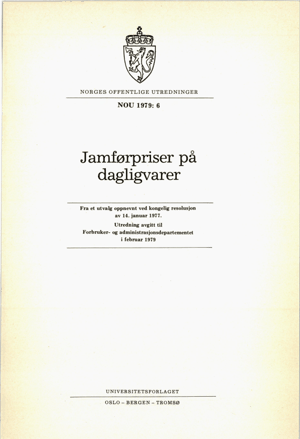 NORGES OFFENTLIGE UTREDNINGER
NOU 1979: 6
Jamførpriser på
dagligvarer
Fra et utvalg oppnevnt ved kongelig resolusjon
av 14. januar 1977.
Utredning avgitt til
Forbruker- og administrasjonsdepartementet
i februar 1979
UNIVERSITETSFORLAGET
OSLO – BERGEN – TROMSØ